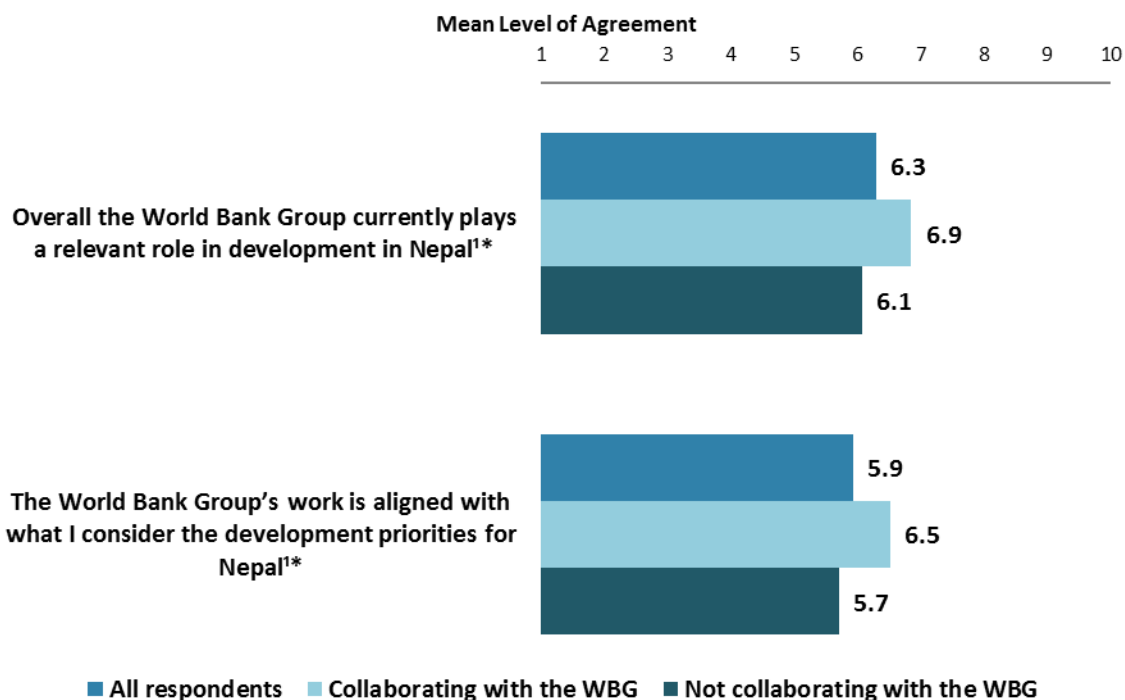 Mean Level of Agreement
1 2 3 4 5 6 7 8 9 10
Overall the World Bank Group currently plays
a relevant role in development in Nepal¹*
6.3
6.9
6.1
The World Bank Group’s work is aligned with
what I consider the development priorities for
Nepal¹*
5.9
6.5
5.7
All respondents Collaborating with the WBG Not collaborating with the WBG